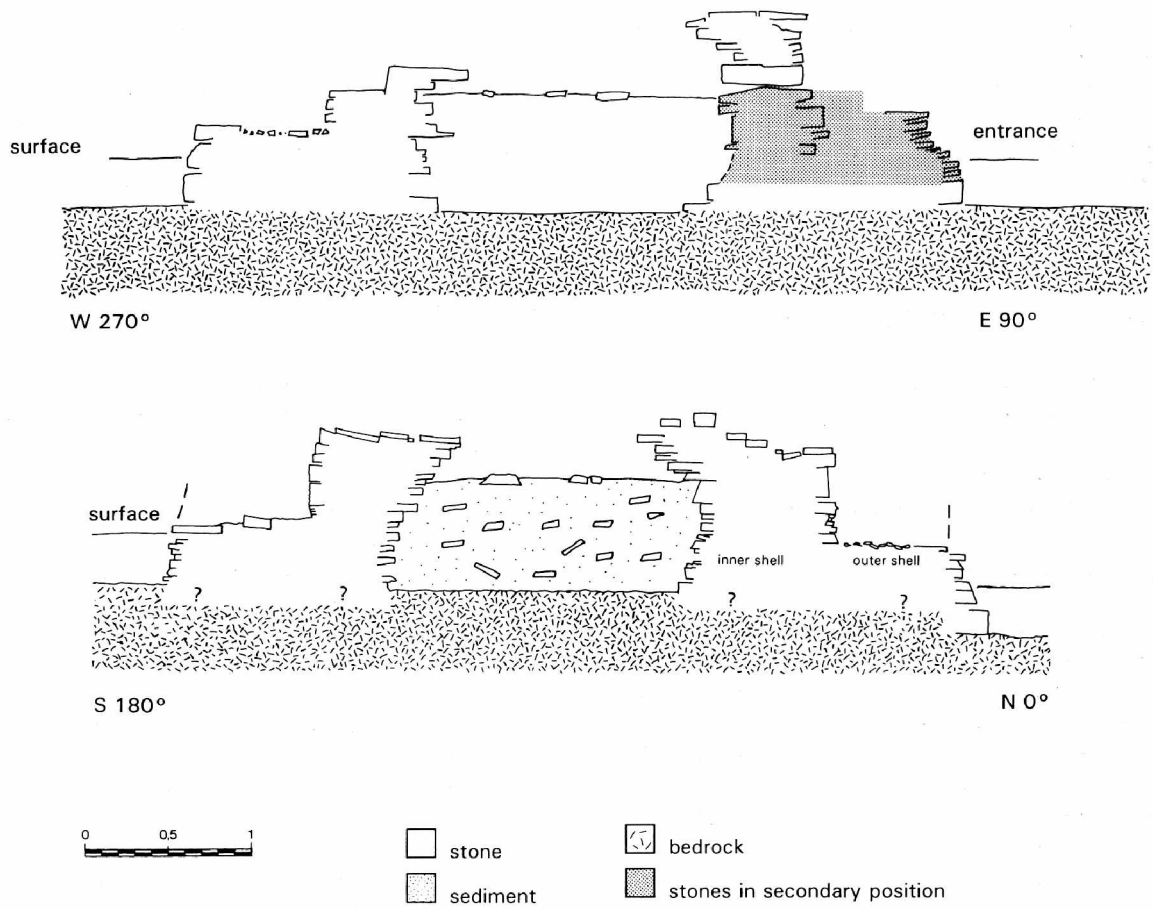 surface
entrance
W 270°
E 90°
surface
inner shell
outer shell
?
?
?
?
S 180°
N 0°
0
0,5
1
stone
bedrock
sediment
stones in secondary position